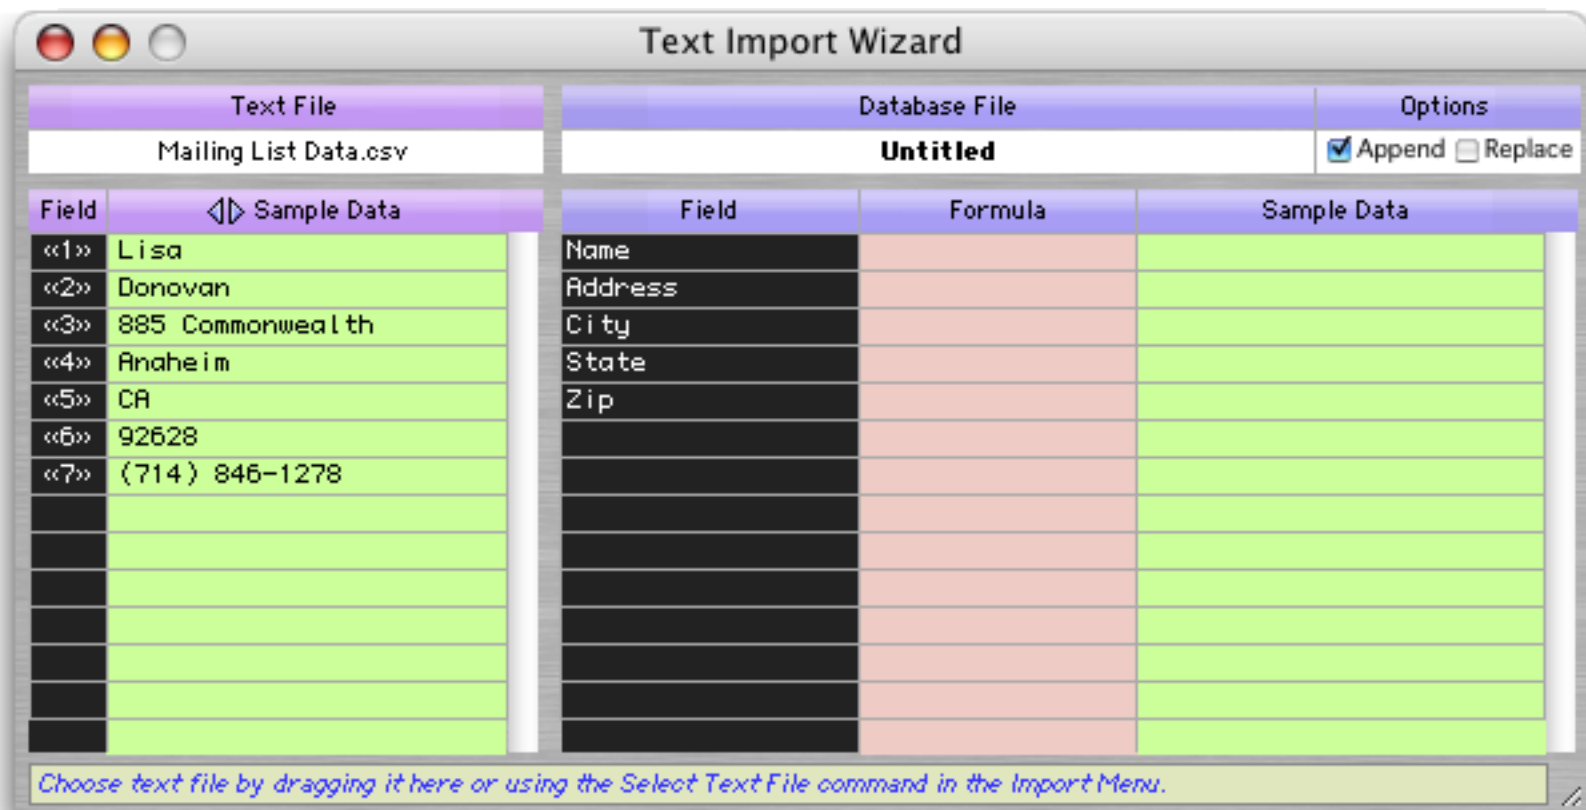 Text Import Wizard
Text File
Database File
Options
Mailing List Data.csv
Untitled
Append
Replace
Field
Sample Data
Field
Formula
Sample Data
«1» Lisa
Name
«2» Donovan
Address
«3» 885 Commonwealth
City
«4» Anaheim
State
«5» CA
Zip
«6» 92628
«7» (714) 846-1278
Choose text file by dragging it here or using the Select Text File command in the Import Menu.